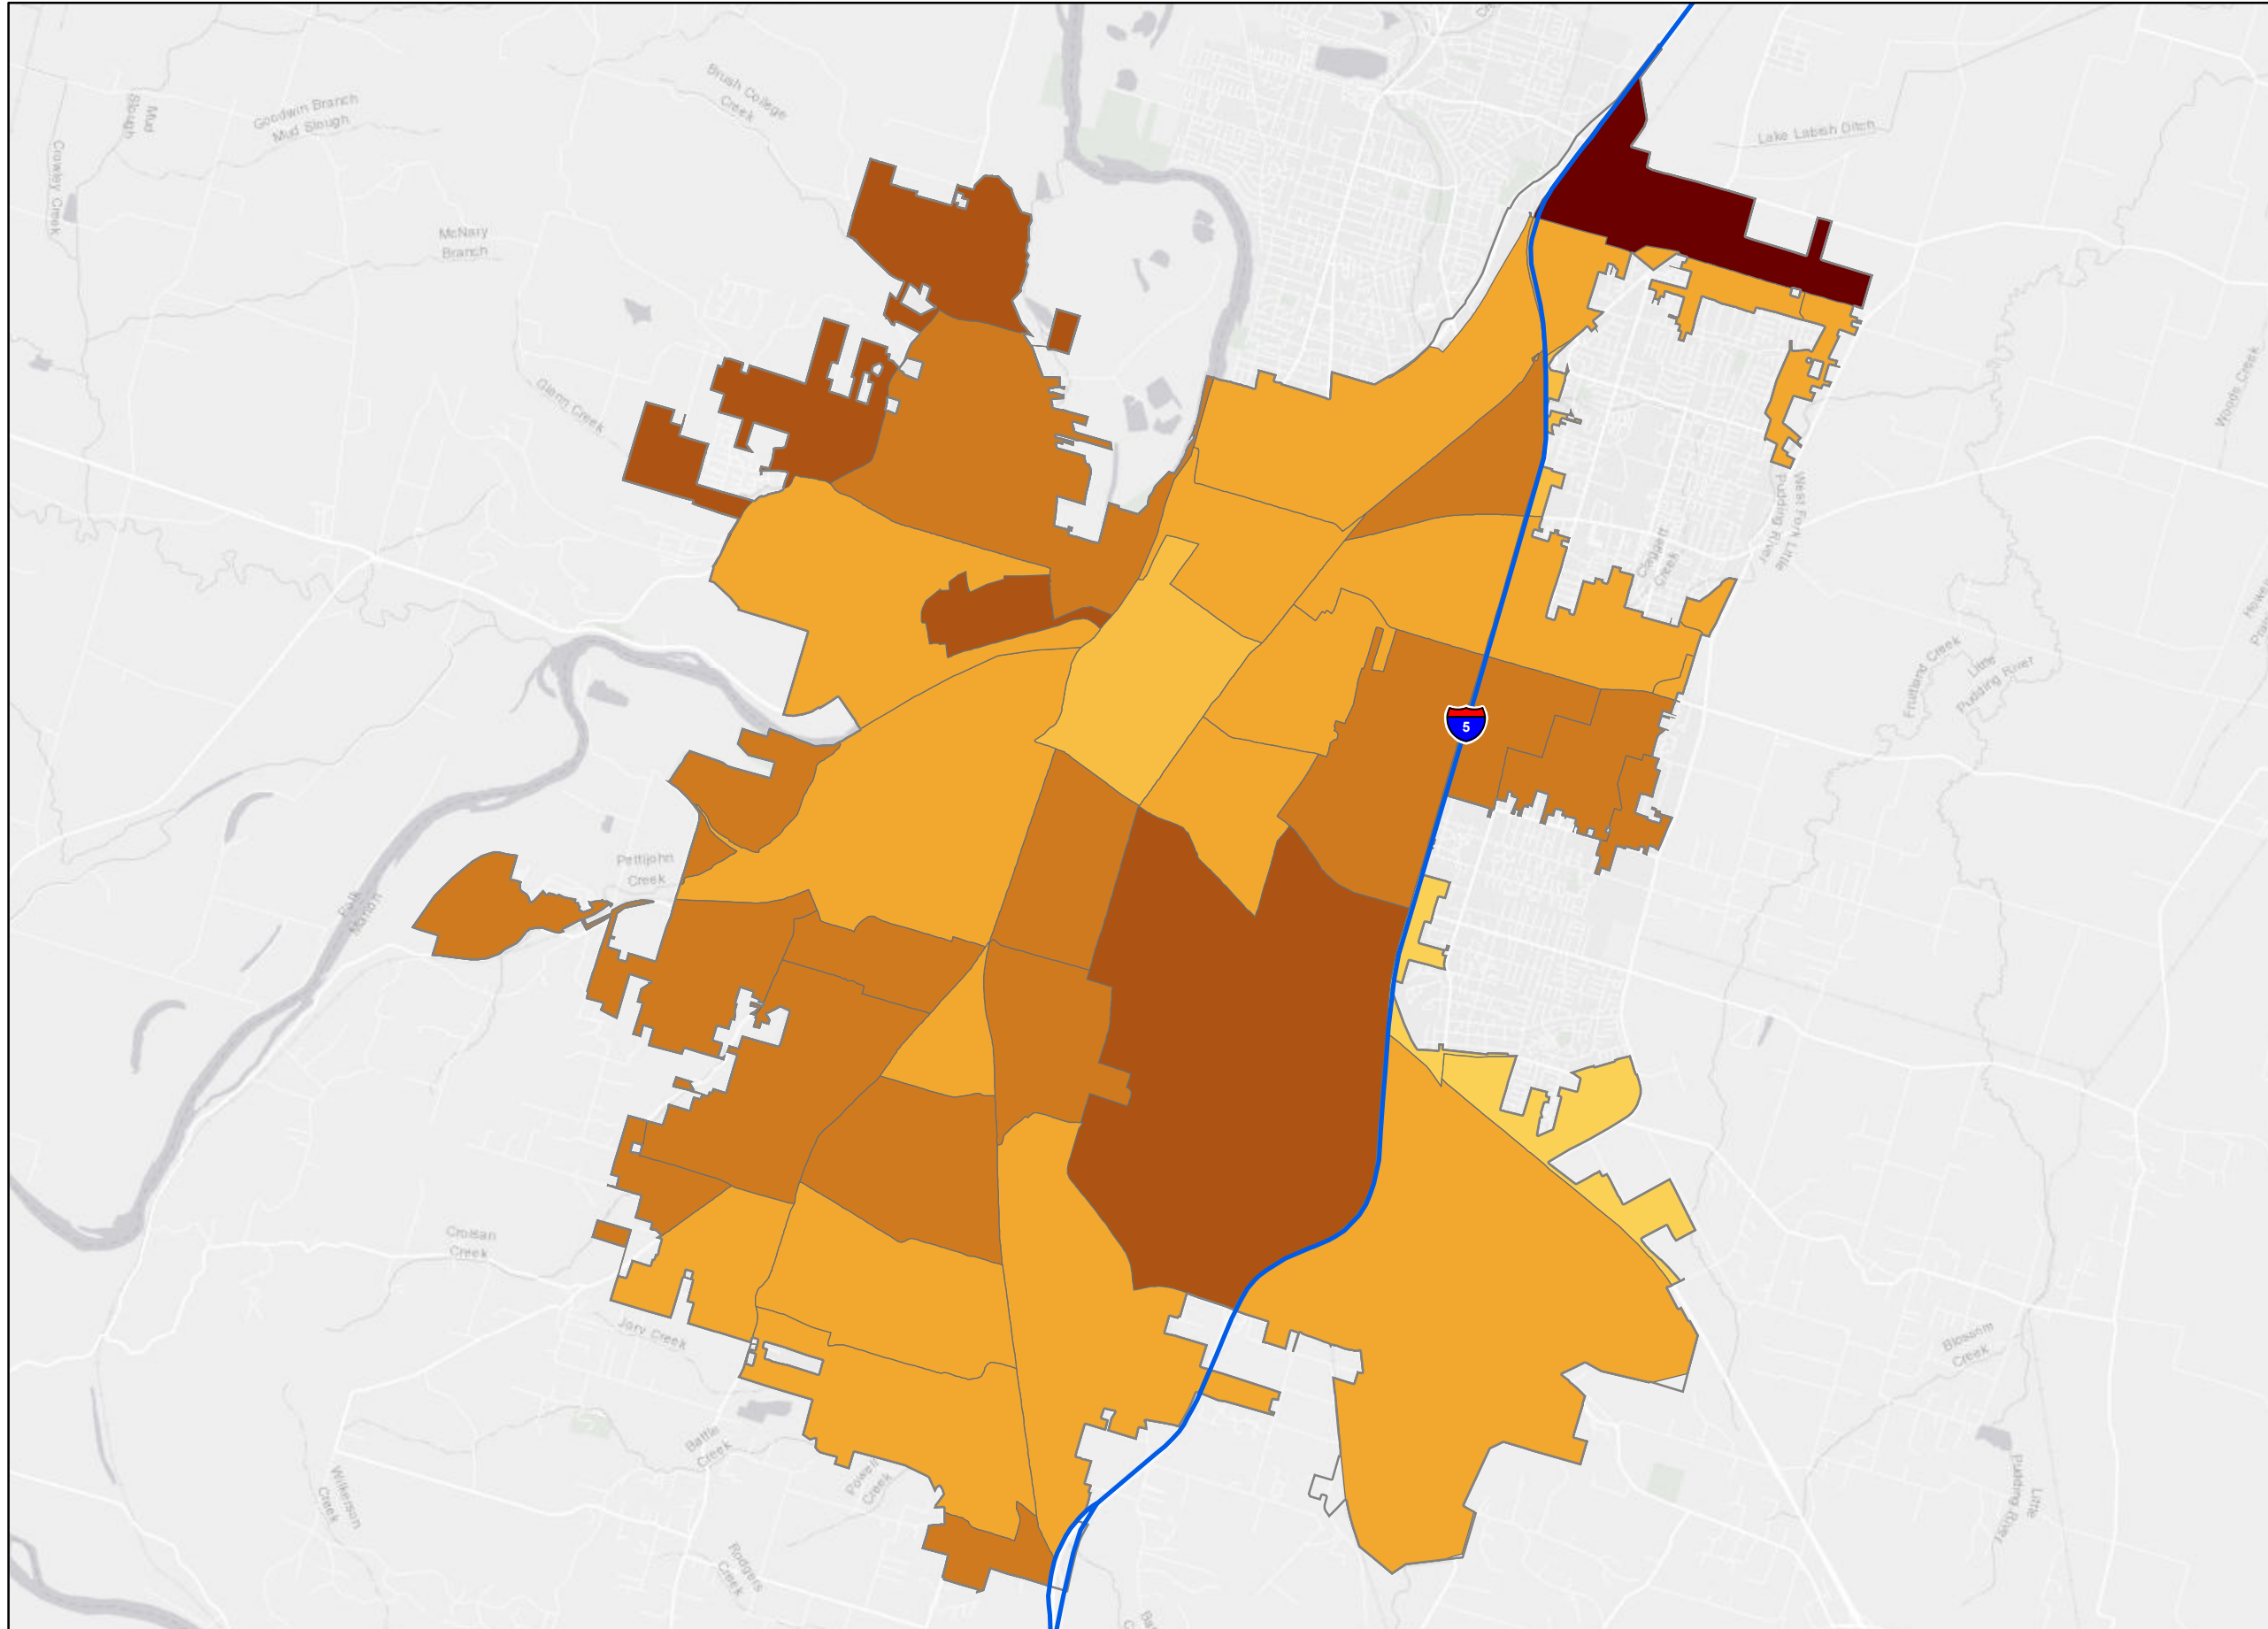 Brush College
Creek
Mud
Slough
Goodwin Branch
Mud Slough
Lake Labish Ditch
Crawley Creek
McNary
Branch
Glenn Creek
Woods Creek
West Fork Little
Pudding River
Claggett
Creek
Fruitland Creek
Little
Pudding River
5
Pettijohn
Creek
Croisan
Creek
Jory Creek
Blossom
Creek
Battle
Creek
Powell
Creek
Wilkerson
Creek
Little
Pudding River
Rodgers
Creek